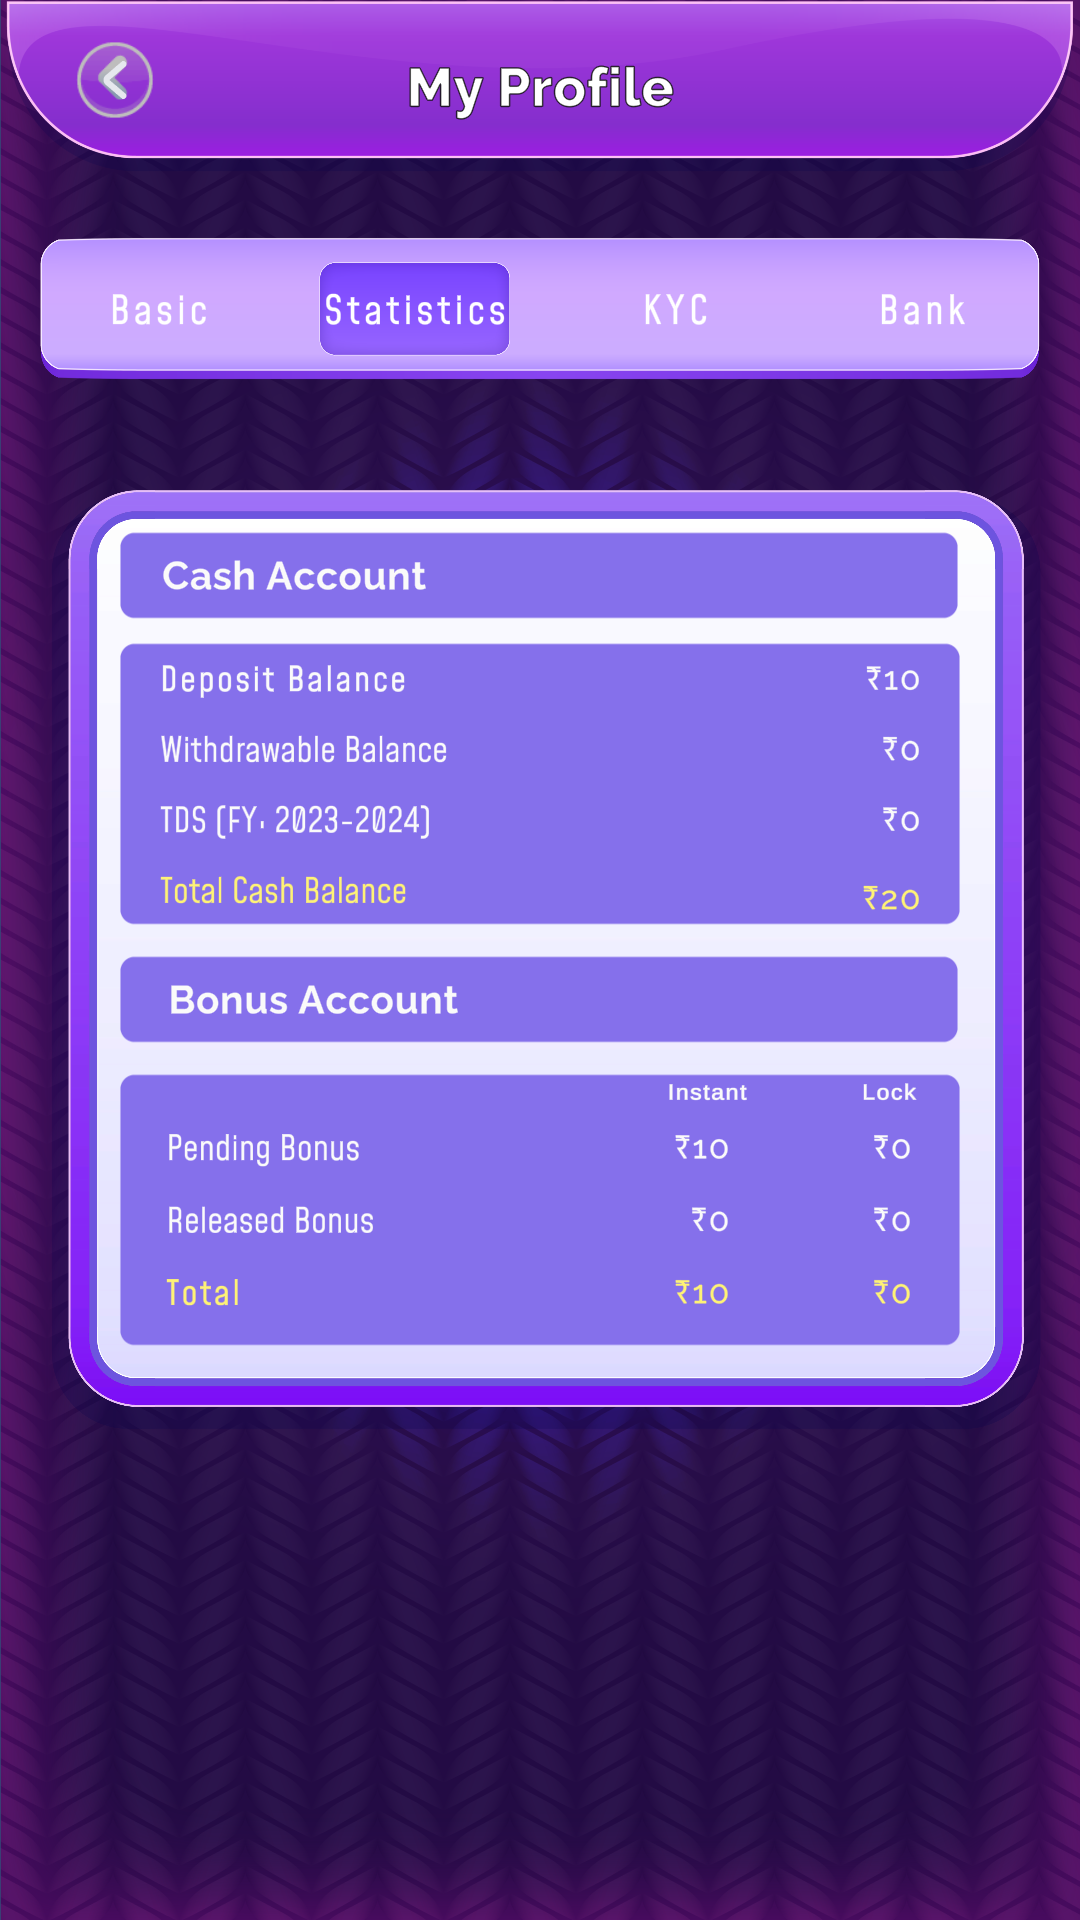 My Profile
Basic Statistics KYC Bank
Cash Account
Deposit Balance ₹10
Withdrawable Balance ₹0
TDS (FY: 2023-2024) ₹0
Total Cash Balance ₹20
Bonus Account
Instant Lock
Pending Bonus ₹10 ₹0
Released Bonus ₹0 ₹0
Total ₹10 ₹0